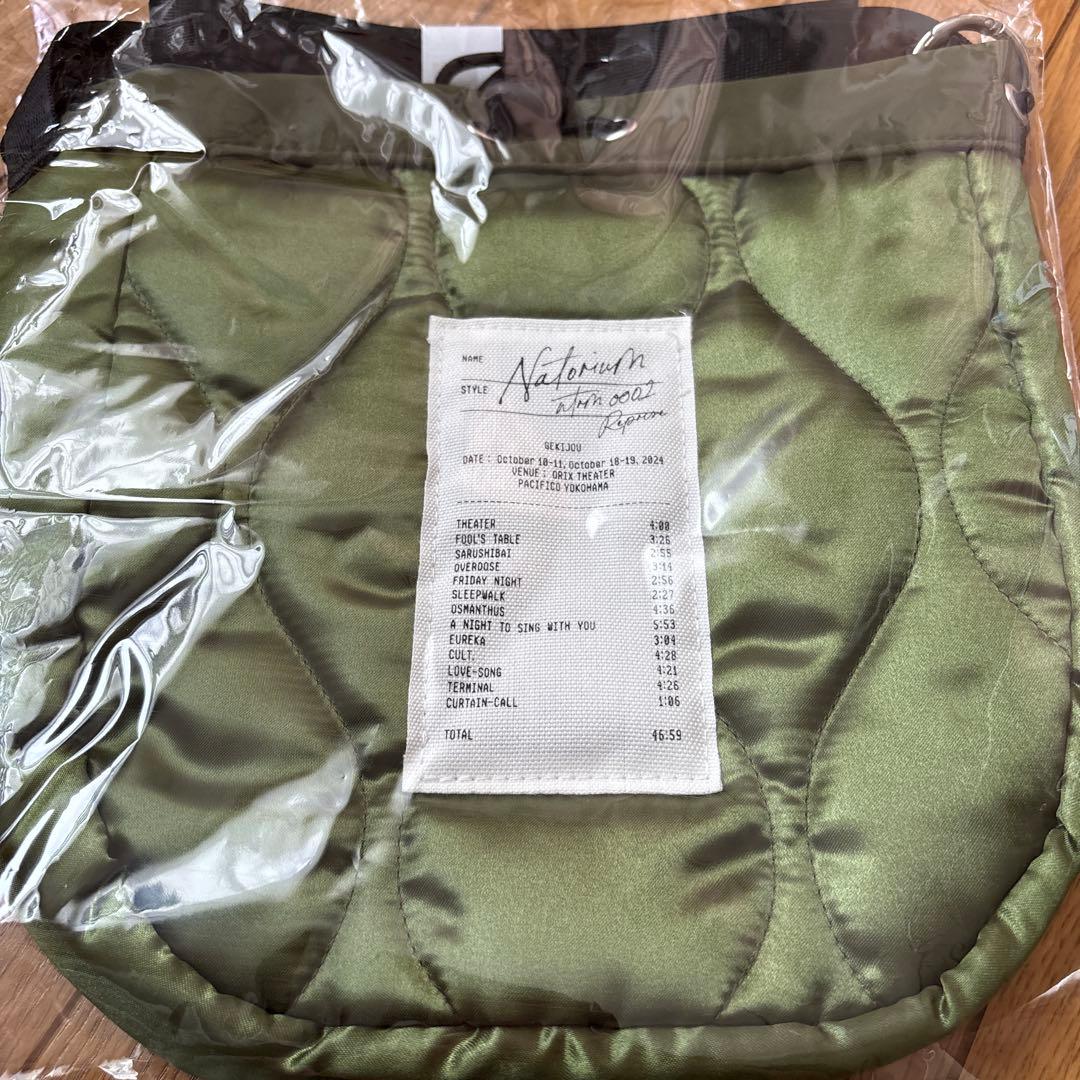 NAME
STYLE Nātorium
ntrm 0002
Reprise
GEKIJOU
DATE : October 10-11, October 18-19, 2024
VENUE : ORIX THEATER
PACIFICO YOKOHAMA
THEATER 4:00
FOOL'S TABLE 3:26
SARUSHIBAI 2:55
OVERDOSE 3:14
FRIDAY NIGHT 2:56
SLEEPWALK 2:27
OSMANTHUS 4:36
A NIGHT TO SING WITH YOU 5:53
EUREKA 3:04
CULT. 4:28
LOVE-SONG 4:21
TERMINAL 4:26
CURTAIN-CALL 1:06
TOTAL 46:59